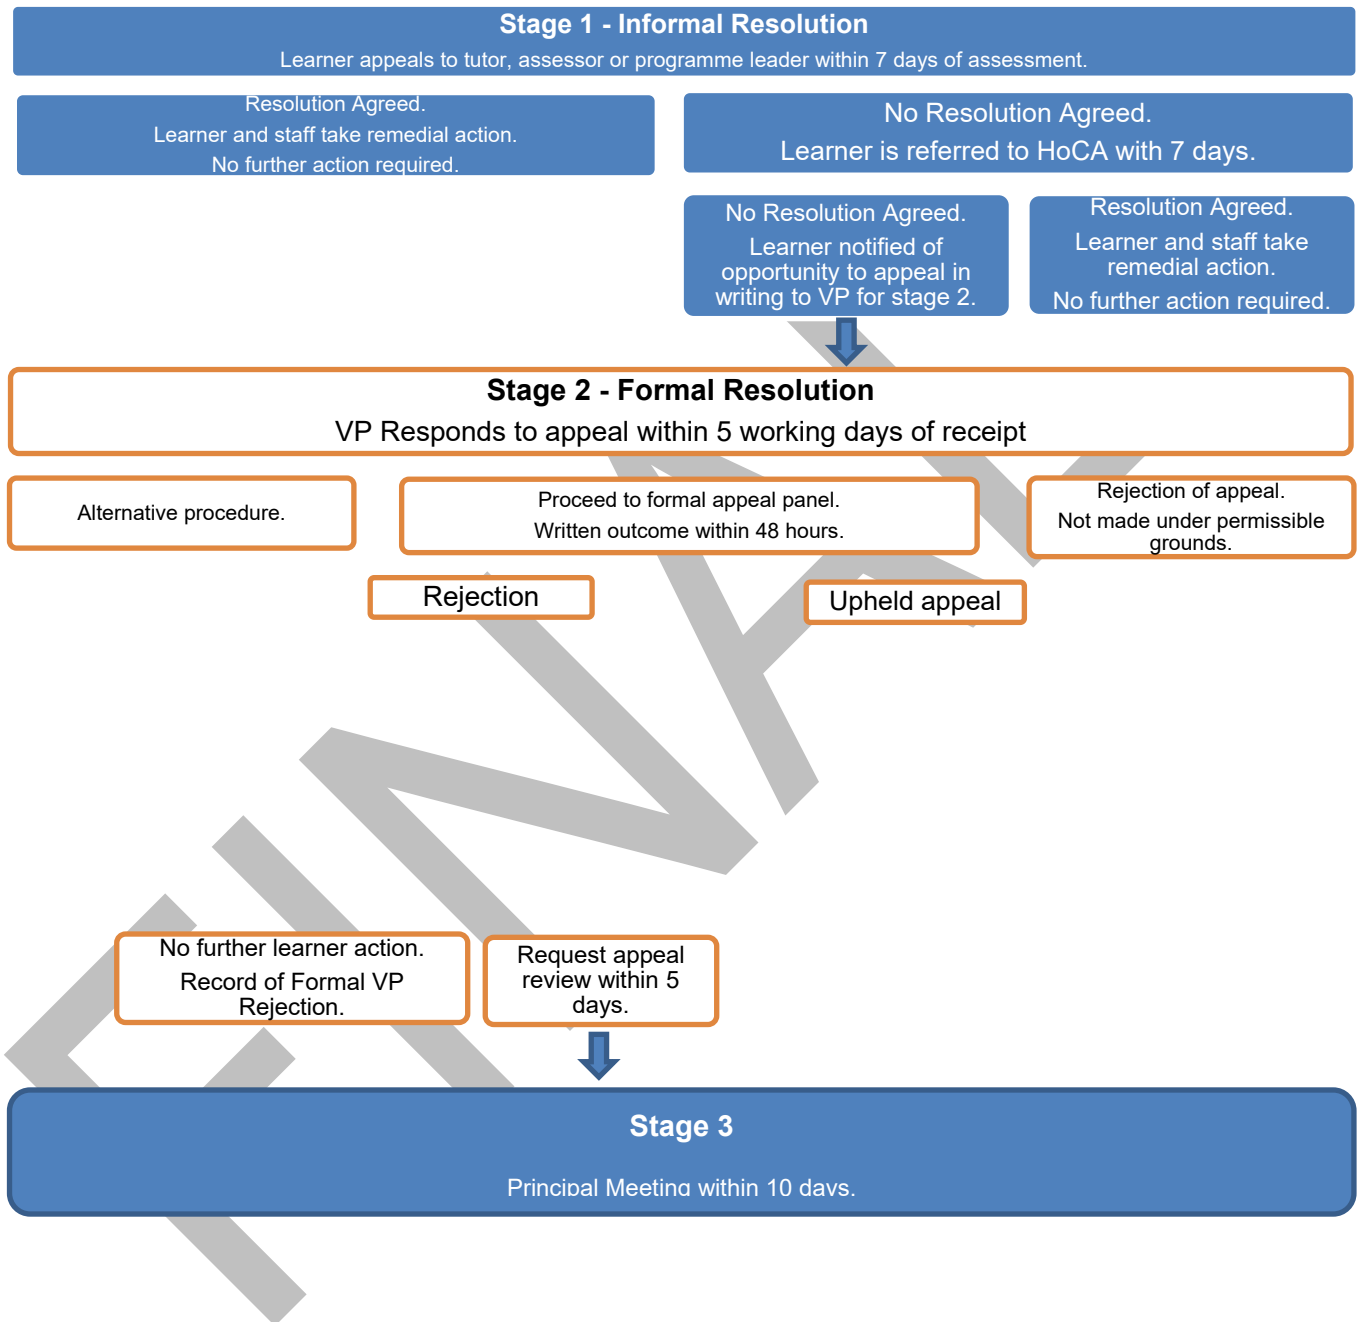 Stage 1 - Informal Resolution
Learner appeals to tutor, assessor or programme leader within 7 days of assessment.
Resolution Agreed.
Learner and staff take remedial action.
No further action required.
No Resolution Agreed.
Learner is referred to HoCA with 7 days.
No Resolution Agreed.
Learner notified of
opportunity to appeal in
writing to VP for stage 2.
Resolution Agreed.
Learner and staff take
remedial action.
No further action required.
Stage 2 - Formal Resolution
VP Responds to appeal within 5 working days of receipt
Alternative procedure.
Proceed to formal appeal panel.
Written outcome within 48 hours.
Rejection of appeal.
Not made under permissible
grounds.
Rejection
Upheld appeal
No further learner action.
Record of Formal VP
Rejection.
Request appeal
review within 5
days.
Stage 3
Principal Meeting within 10 days.
FINAL